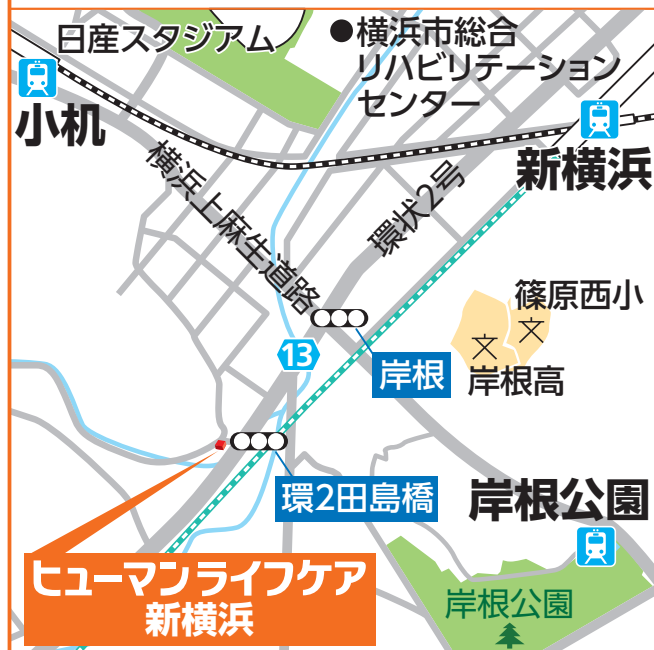 日産スタジアム
●横浜市総合
リハビリテーション
センター
小机
新横浜
横浜上麻生道路
環状2号
篠原西小
文
文
岸根高
13
岸根
環2田島橋
岸根公園
ヒューマンライフケア
新横浜
岸根公園